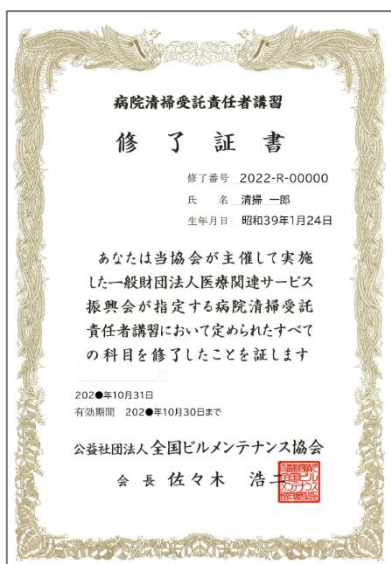 病院清掃受託責任者講習
修了証書
修了番号 2022-R-00000
氏名 清掃 一郎
生年月日 昭和39年1月24日
あなたは当協会が主催して実施
した一般財団法人医療関連サービス
振興会が指定する病院清掃受託
責任者講習において定められたすべて
の科目を修了したことを証します
202●年10月31日
有効期間 202●年10月30日まで
公益社団法人全国ビルメンテナンス協会
会長 佐々木 浩二